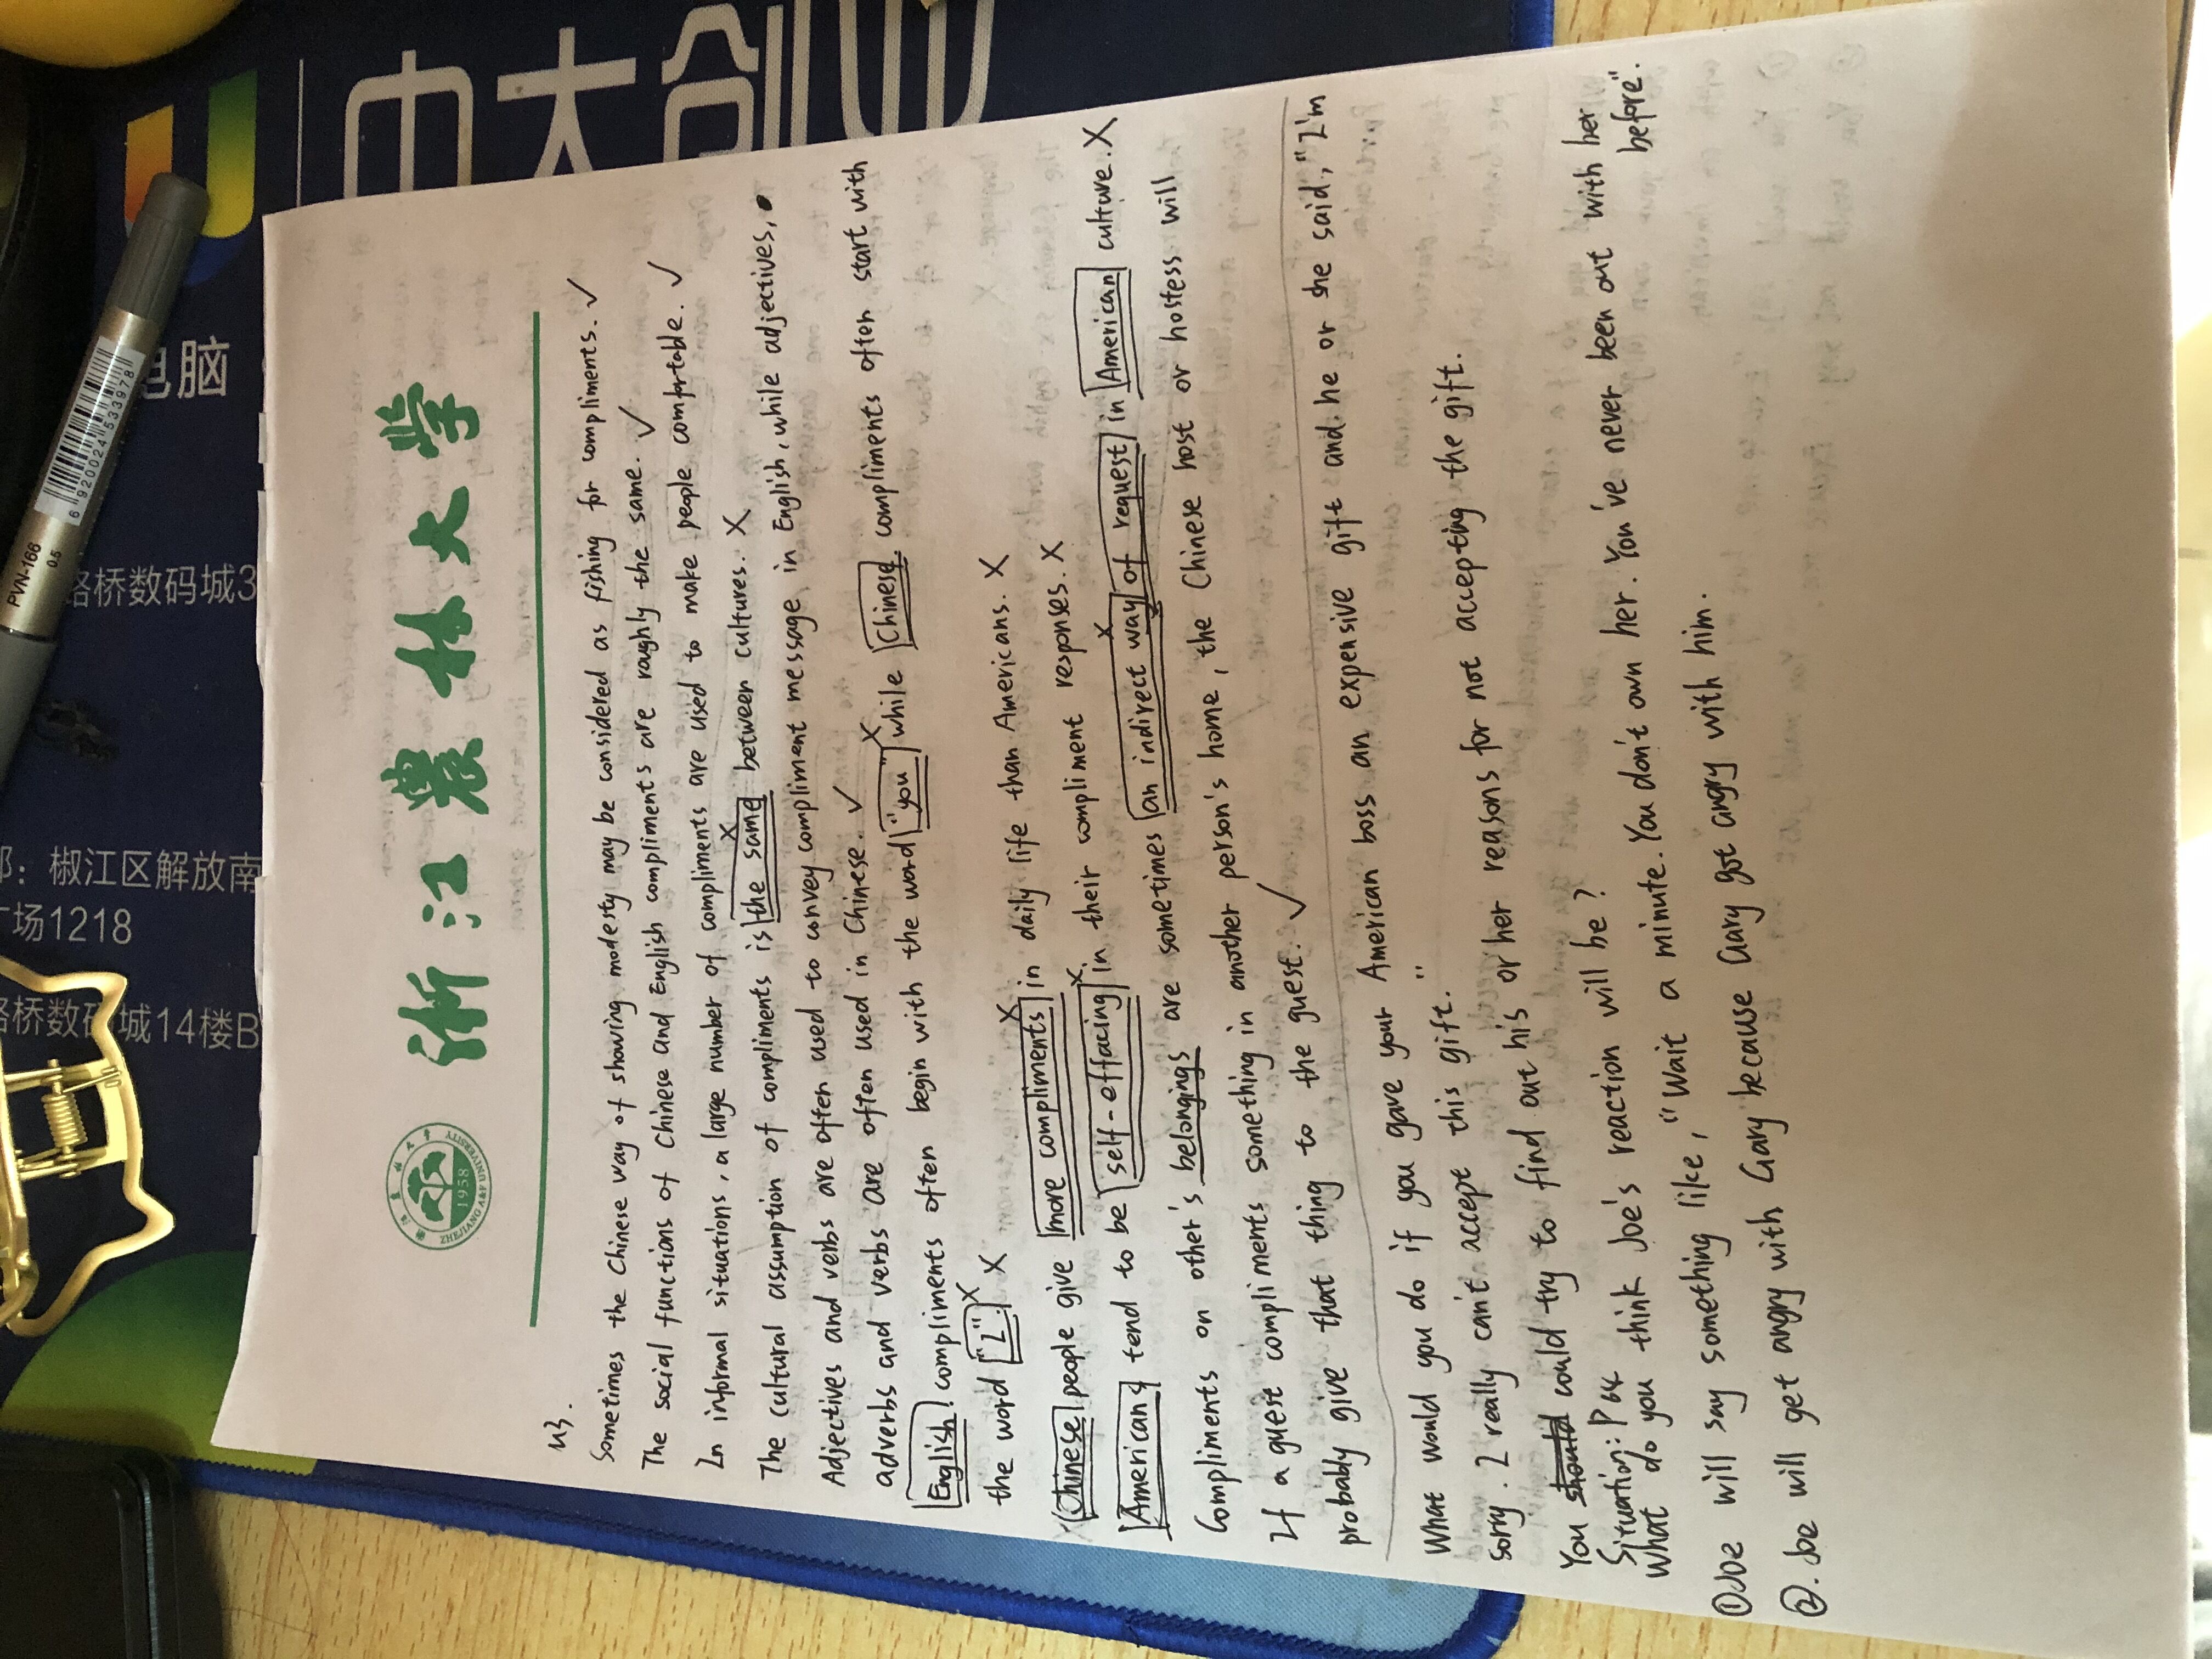 浙江农林大学
1958
ZHEJIANG A&F UNIVERSITY
U3.
Sometimes the Chinese way of showing modesty may be considered as fishing for compliments. ✓
The social functions of Chinese and English compliments are roughly the same. ✓
In informal situations, a large number of compliments are used to make people comfortable. ✓
The cultural assumption of compliments is the same between cultures. X
Adjectives and verbs are often used to convey compliment message in English, while adjectives,
adverbs and verbs are often used in Chinese. ✓
English compliments often begin with the word "you" while Chinese compliments often start with
the word "I". X
Chinese people give more compliments in daily life than Americans. X
American tend to be self-effacing in their compliment responses. X
Compliments on other's belongings are sometimes an indirect way of request in American culture. X
If a guest compliments something in another person's home, the Chinese host or hostess will
probably give that thing to the guest. ✓
What would you do if you gave your American boss an expensive gift and he or she said, "I'm
sorry. I really can't accept this gift."
You should could try to find out his or her reasons for not accepting the gift.
Situation: P64
What do you think Joe's reaction will be?
① Joe will say something like, "Wait a minute. You don't own her. You've never been out with her before".
②. Joe will get angry with Gary because Gary got angry with him.
PVN-166
0.5
6 920024 533978
中大创业
电脑
路桥数码城3
部：椒江区解放南
广场1218
路桥数码城14楼B